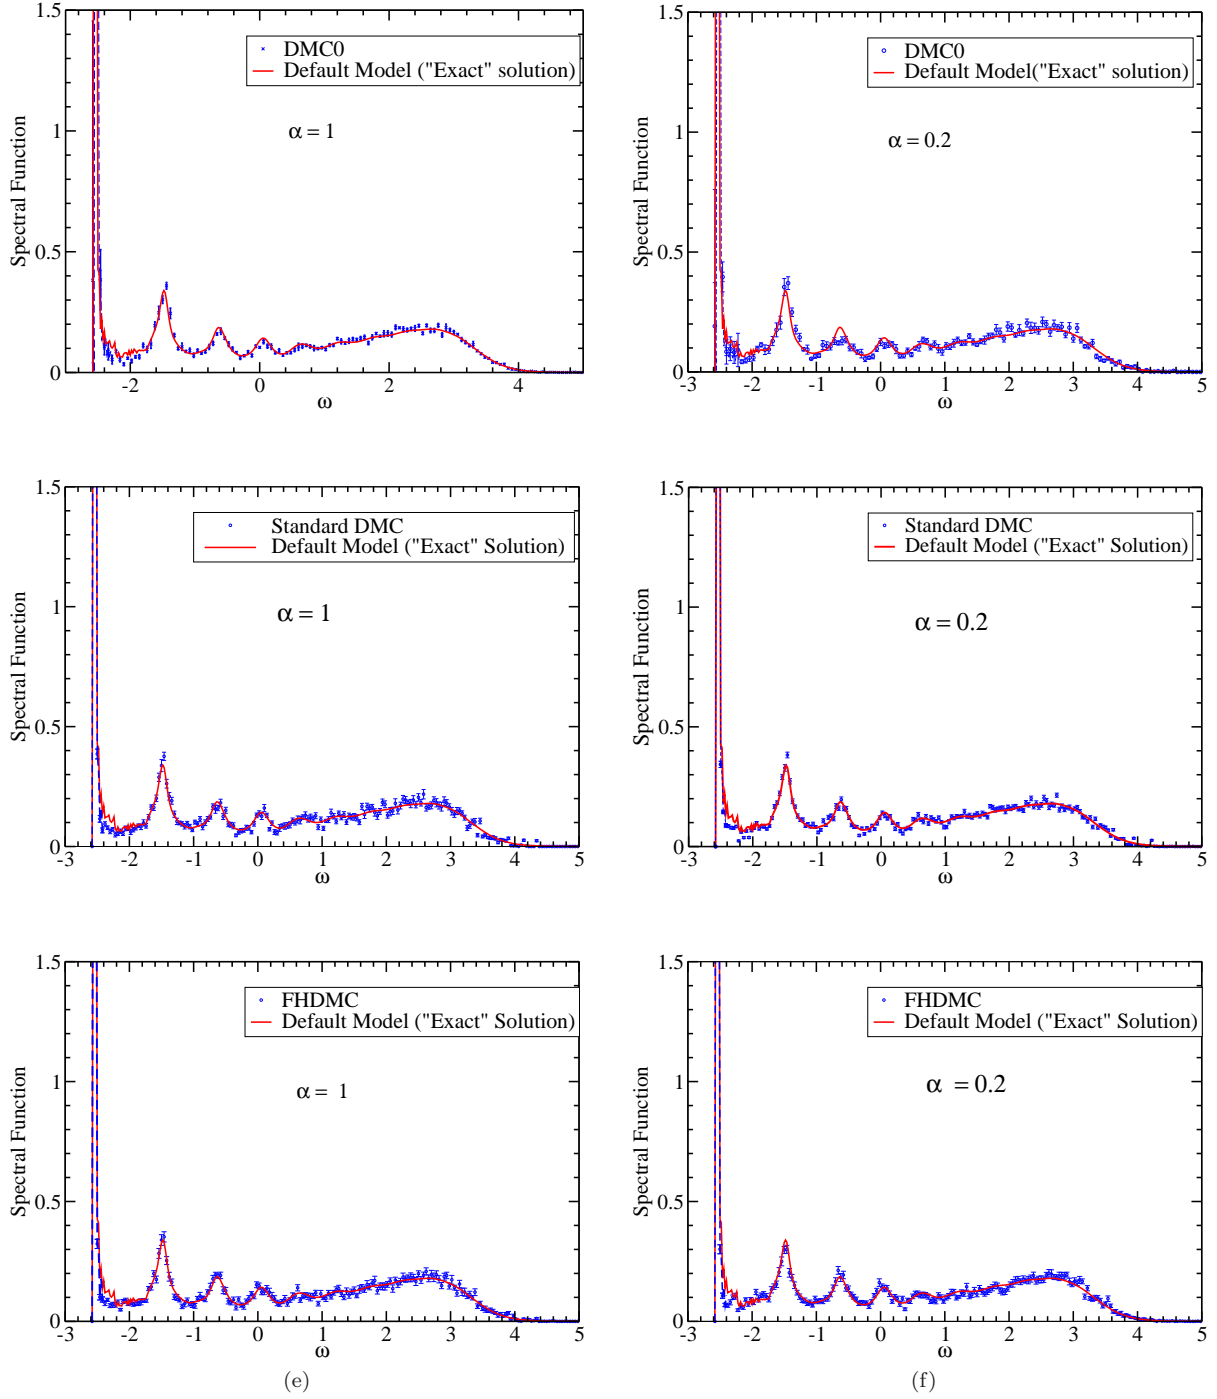 1.5
1
0.5
0
Spectral Function
DMC0
Default Model ("Exact" solution)
α = 1
-2 0 2 4
ω
1.5
1
0.5
0
Spectral Function
DMC0
Default Model("Exact" solution)
α = 0.2
-3 -2 -1 0 1 2 3 4 5
ω
1.5
1
0.5
0
Spectral Function
Standard DMC
Default Model ("Exact" Solution)
α = 1
-3 -2 -1 0 1 2 3 4 5
ω
1.5
1
0.5
0
Spectral Function
Standard DMC
Default Model ("Exact" Solution)
α = 0.2
-3 -2 -1 0 1 2 3 4 5
ω
1.5
1
0.5
0
Spectral Function
FHDMC
Default Model ("Exact" Solution)
α = 1
-3 -2 -1 0 1 2 3 4 5
ω
(e)
1.5
1
0.5
0
Spectral Function
FHDMC
Default Model ("Exact" Solution)
α = 0.2
-3 -2 -1 0 1 2 3 4 5
ω
(f)